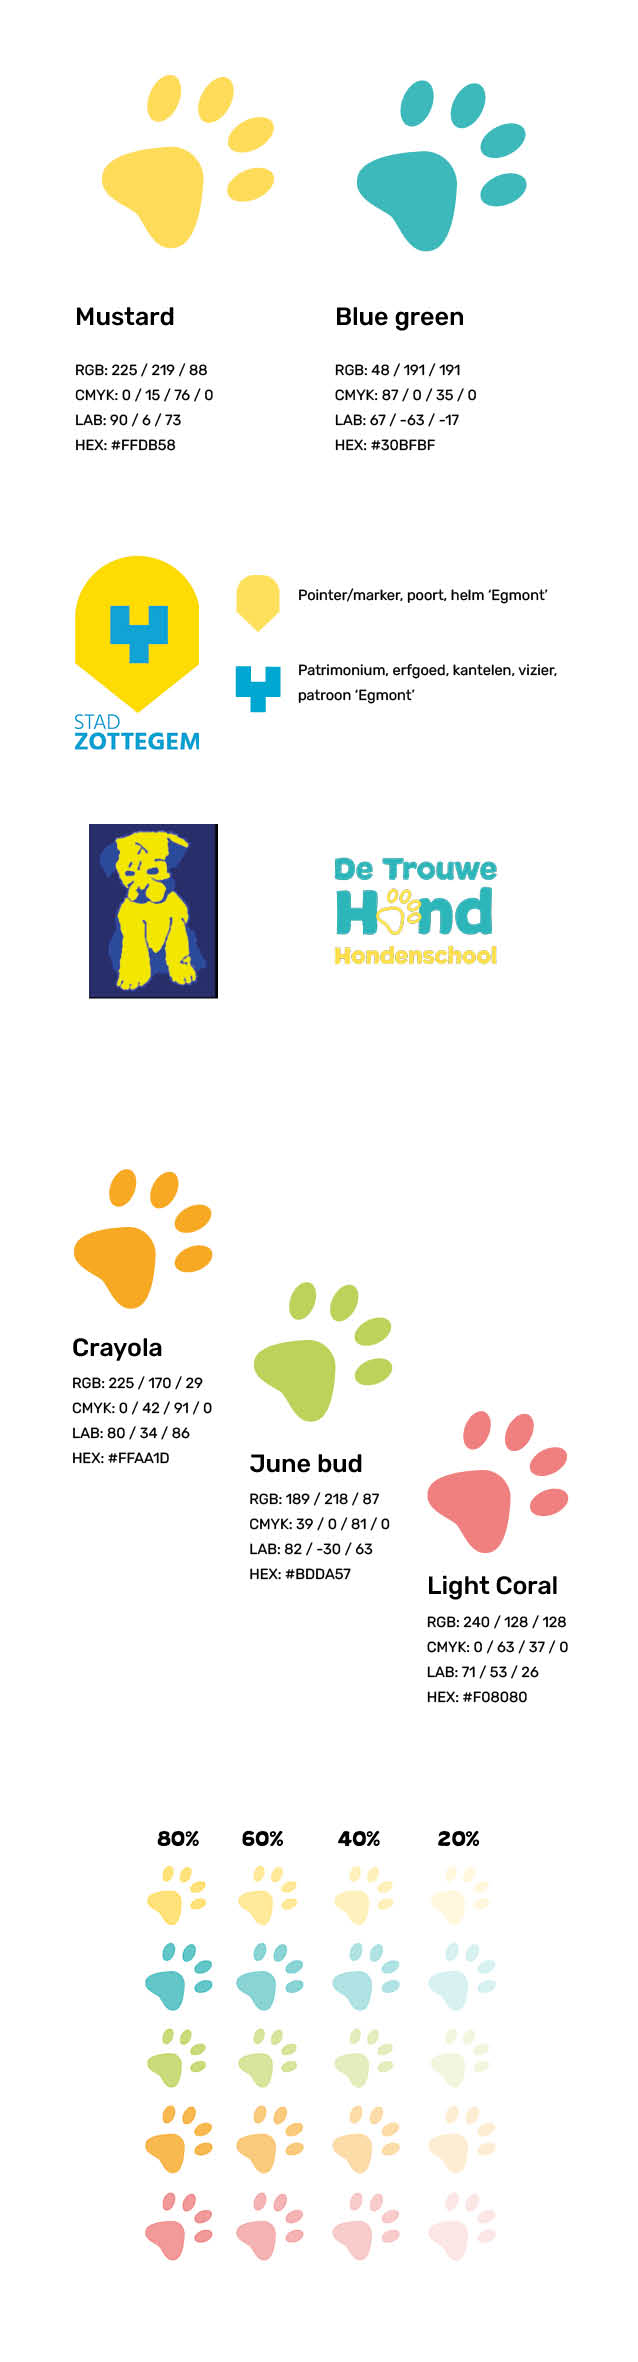 Mustard
RGB: 225 / 219 / 88
CMYK: 0 / 15 / 76 / 0
LAB: 90 / 6 / 73
HEX: #FFDB58
Blue green
RGB: 48 / 191 / 191
CMYK: 87 / 0 / 35 / 0
LAB: 67 / -63 / -17
HEX: #30BFBF
STAD
ZOTTEGEM
Pointer/marker, poort, helm ‘Egmont’
Patrimonium, erfgoed, kantelen, vizier,
patroon ‘Egmont’
De Trouwe
Hond
Hondenschool
Crayola
RGB: 225 / 170 / 29
CMYK: 0 / 42 / 91 / 0
LAB: 80 / 34 / 86
HEX: #FFAA1D
June bud
RGB: 189 / 218 / 87
CMYK: 39 / 0 / 81 / 0
LAB: 82 / -30 / 63
HEX: #BDDA57
Light Coral
RGB: 240 / 128 / 128
CMYK: 0 / 63 / 37 / 0
LAB: 71 / 53 / 26
HEX: #F08080
80% 60% 40% 20%